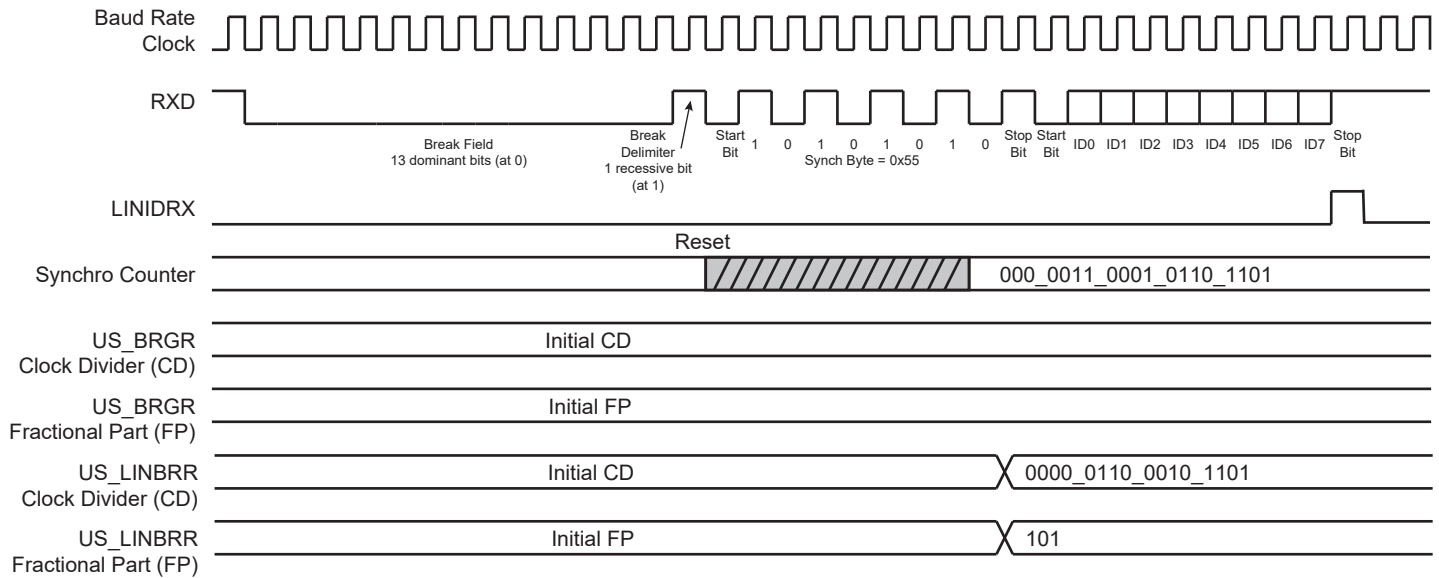 Baud Rate
Clock
RXD
Break Field
13 dominant bits (at 0)
Break
Delimiter
1 recessive bit
(at 1)
Start
Bit
1 0 1 0 1 0 1 0
Synch Byte = 0x55
Stop
Bit
Start
Bit
ID0 ID1 ID2 ID3 ID4 ID5 ID6 ID7
Stop
Bit
LINIDRX
Reset
Synchro Counter
000_0011_0001_0110_1101
US_BRGR
Clock Divider (CD)
Initial CD
US_BRGR
Fractional Part (FP)
Initial FP
US_LINBRR
Clock Divider (CD)
Initial CD
0000_0110_0010_1101
US_LINBRR
Fractional Part (FP)
Initial FP
101